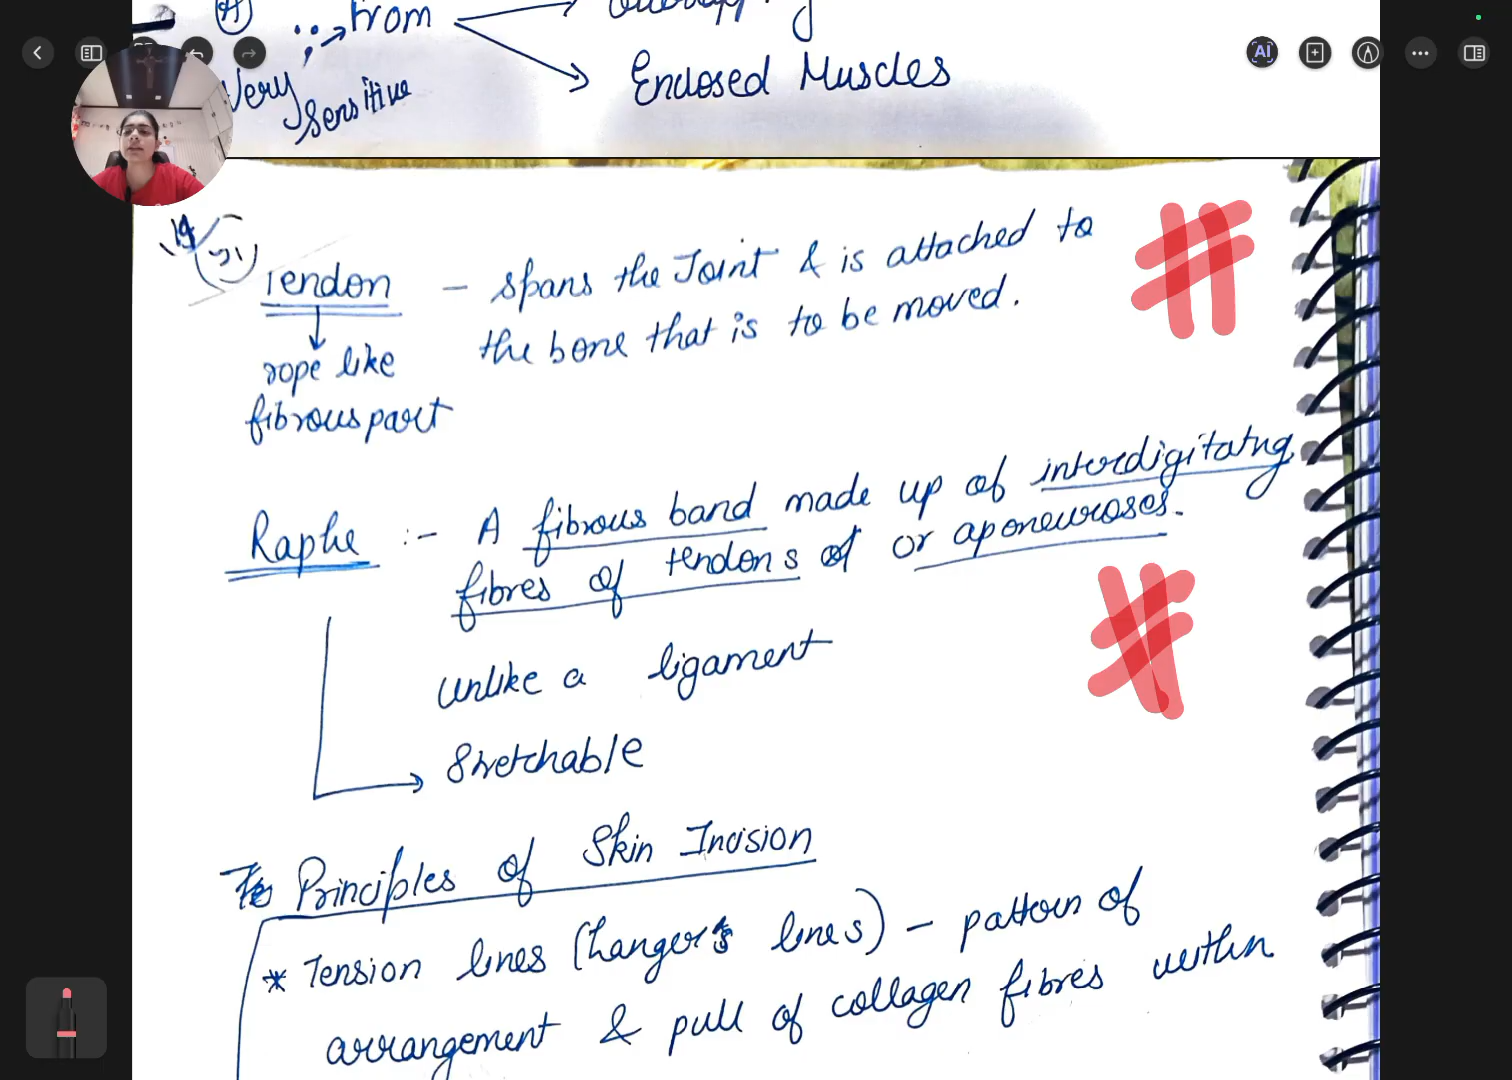 from
Very sensitive
Enclosed Muscles
Tendon - spans the Joint & is attached to
the bone that is to be moved.
rope like
fibrous part
Raphe :- A fibrous band made up of interdigitatng
fibres of tendons of or aponeuroses.
unlike a ligament
Stretchable
Principles of Skin Incision
* Tension lines (Langer's lines) - pattern of
arrangement & pull of collagen fibres within
AI